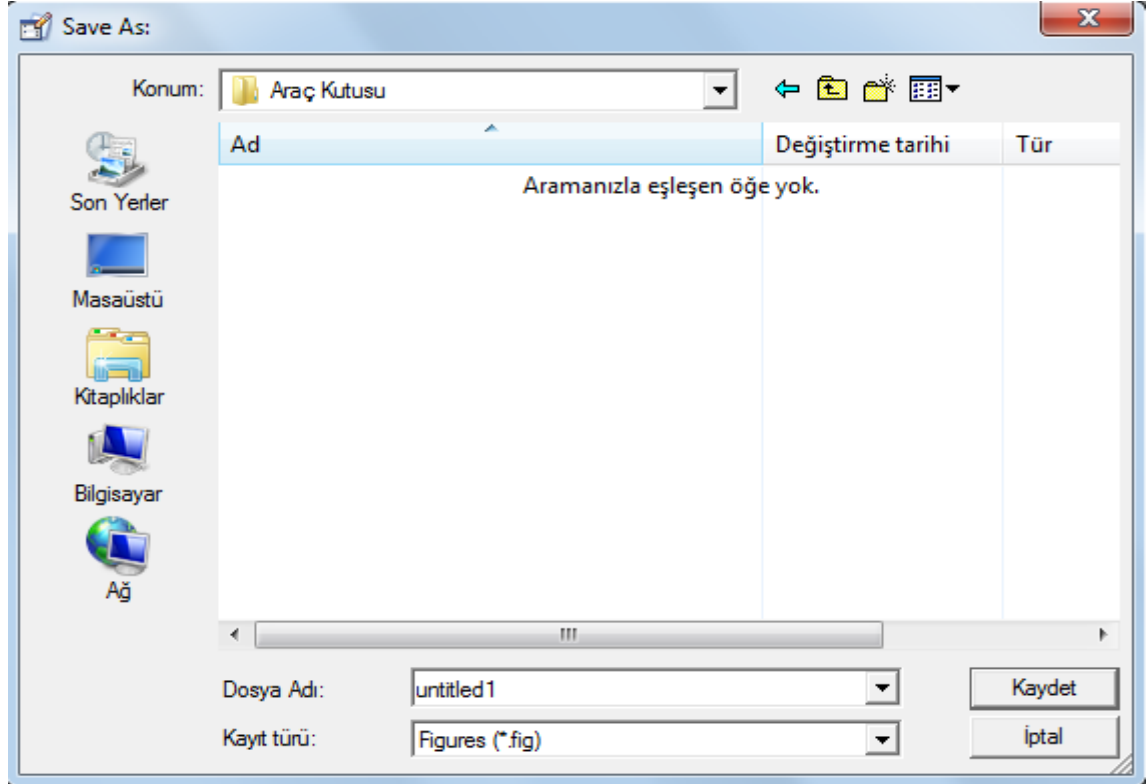 Save As:
Konum: Araç Kutusu
Ad Değiştirme tarihi Tür
Aramanızla eşleşen öğe yok.
Son Yerler
Masaüstü
Kitaplıklar
Bilgisayar
Ağ
Dosya Adı: untitled1 Kaydet
Kayıt türü: Figures (*.fig) İptal